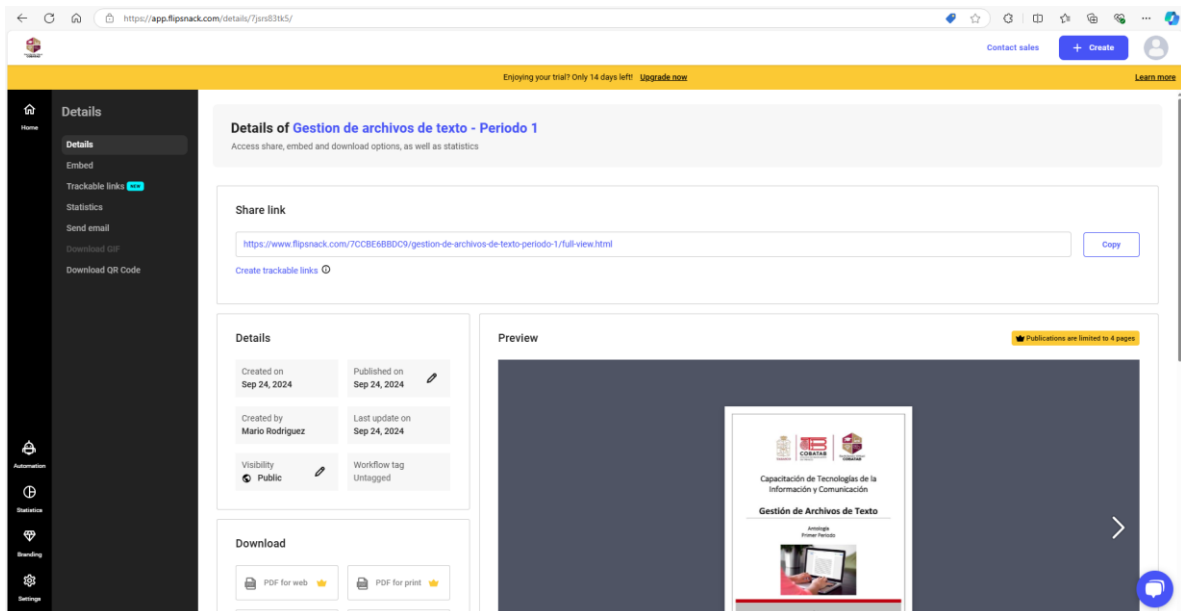 https://app.flipsnack.com/details/7jsrs83tk5/
Contact sales
+ Create
Enjoying your trial? Only 14 days left! Upgrade now
Learn more
Home
Details
Details
Embed
Trackable links NEW
Statistics
Send email
Download GIF
Download QR Code
Automation
Statistics
Branding
Settings
Details of Gestion de archivos de texto - Periodo 1
Access share, embed and download options, as well as statistics
Share link
https://www.flipsnack.com/7CCBE6BBDC9/gestion-de-archivos-de-texto-periodo-1/full-view.html
Copy
Create trackable links
Details
Created on
Sep 24, 2024
Published on
Sep 24, 2024
Created by
Mario Rodriguez
Last update on
Sep 24, 2024
Visibility
Public
Workflow tag
Untagged
Download
PDF for web
PDF for print
Preview
Publications are limited to 4 pages
COBATAB
Capacitación de Tecnologías de la
Información y Comunicación
Gestión de Archivos de Texto
Antología
Primer Periodo